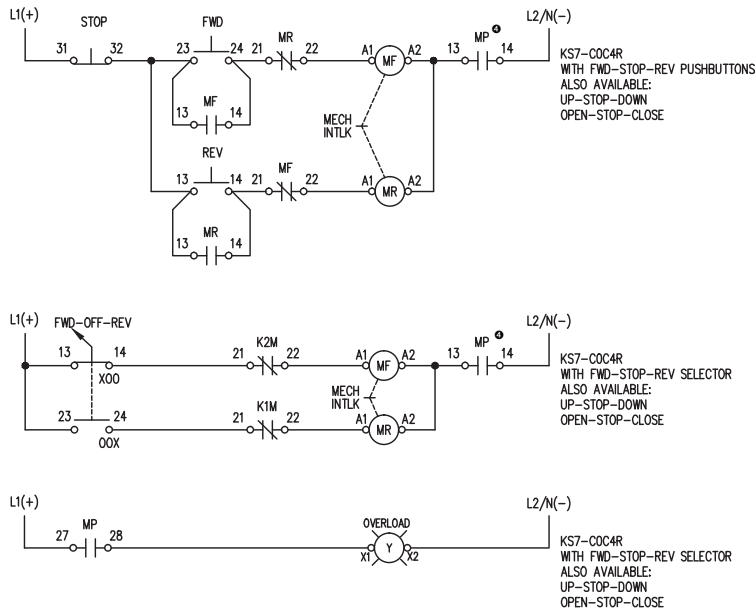 L1(+)
STOP
FWD
MR
MP ❹
L2/N(-)
31 32 23 24 21 22 A1 MF A2 13 14
KS7-COC4R
WITH FWD-STOP-REV PUSHBUTTONS
ALSO AVAILABLE:
UP-STOP-DOWN
OPEN-STOP-CLOSE
13 MF 14
MECH
INTLK
REV
13 14 21 MF 22 A1 MR A2
13 MR 14
L1(+)
FWD-OFF-REV
K2M
MP ❹
L2/N(-)
13 14 21 22 A1 MF A2 13 14
XOO
KS7-COC4R
WITH FWD-STOP-REV SELECTOR
ALSO AVAILABLE:
UP-STOP-DOWN
OPEN-STOP-CLOSE
MECH
INTLK
23 24 21 K1M 22 A1 MR A2
OOX
L1(+)
L2/N(-)
27 MP 28
OVERLOAD
X1 Y X2
KS7-COC4R
WITH FWD-STOP-REV SELECTOR
ALSO AVAILABLE:
UP-STOP-DOWN
OPEN-STOP-CLOSE